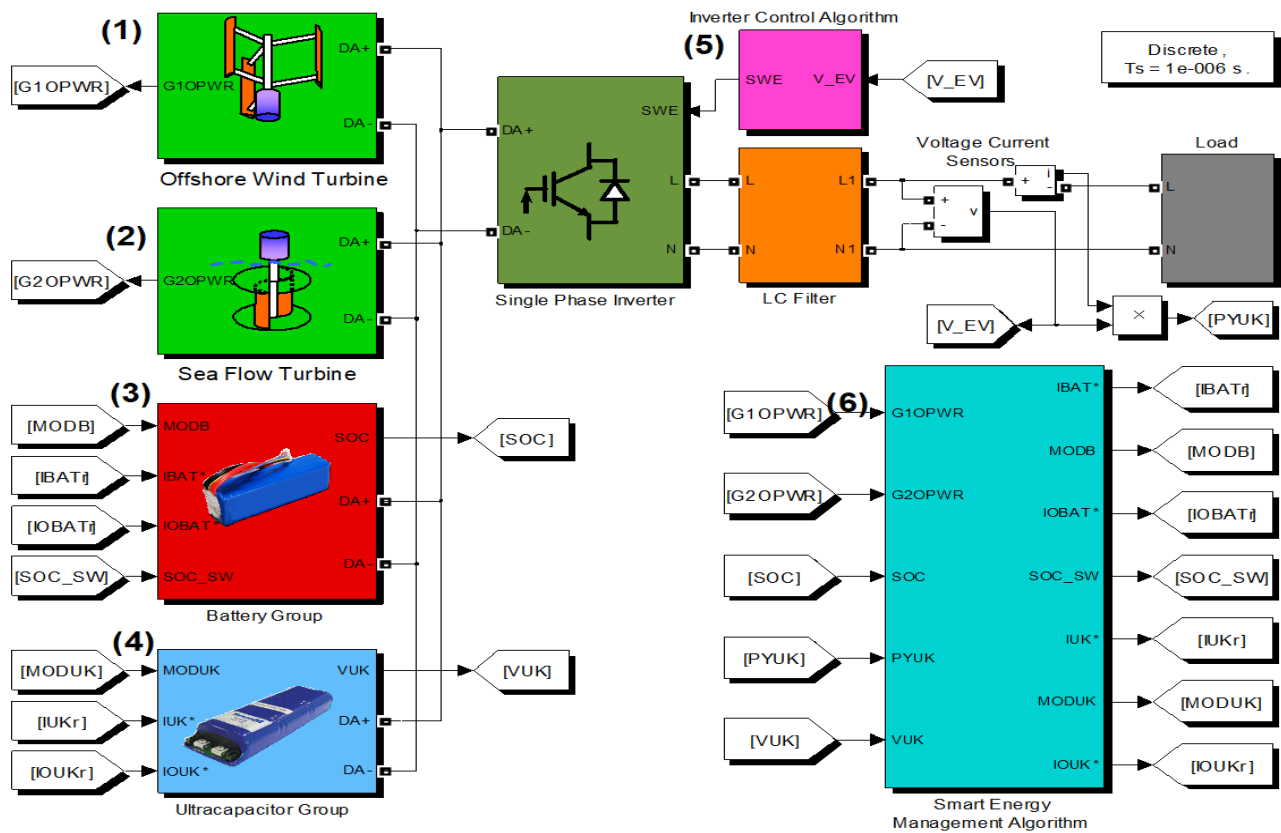 (1)
[G1OPWR]
G1OPWR
DA+
DA-
Offshore Wind Turbine
(2)
[G2OPWR]
G2OPWR
DA+
DA-
Sea Flow Turbine
(3)
[MODB]
[IBATr]
[IOBATr]
[SOC_SW]
MODB
IBAT*
IOBAT*
SOC_SW
SOC
DA+
DA-
[SOC]
Battery Group
(4)
[MODUK]
[IUKr]
[IOUKr]
MODUK
IUK*
IOUK*
VUK
DA+
DA-
[VUK]
Ultracapacitor Group
DA+
DA-
SWE
L
N
Single Phase Inverter
Inverter Control Algorithm
(5)
SWE
V_EV
[V_EV]
Discrete,
Ts = 1e-006 s.
L
N
L1
N1
LC Filter
Voltage Current
Sensors
+
-
v
+
i
-
Load
L
N
[V_EV]
×
[PYUK]
(6)
[G1OPWR]
[G2OPWR]
[SOC]
[PYUK]
[VUK]
G1OPWR
G2OPWR
SOC
PYUK
VUK
IBAT*
MODB
IOBAT*
SOC_SW
IUK*
MODUK
IOUK*
[IBATr]
[MODB]
[IOBATr]
[SOC_SW]
[IUKr]
[MODUK]
[IOUKr]
Smart Energy
Management Algorithm